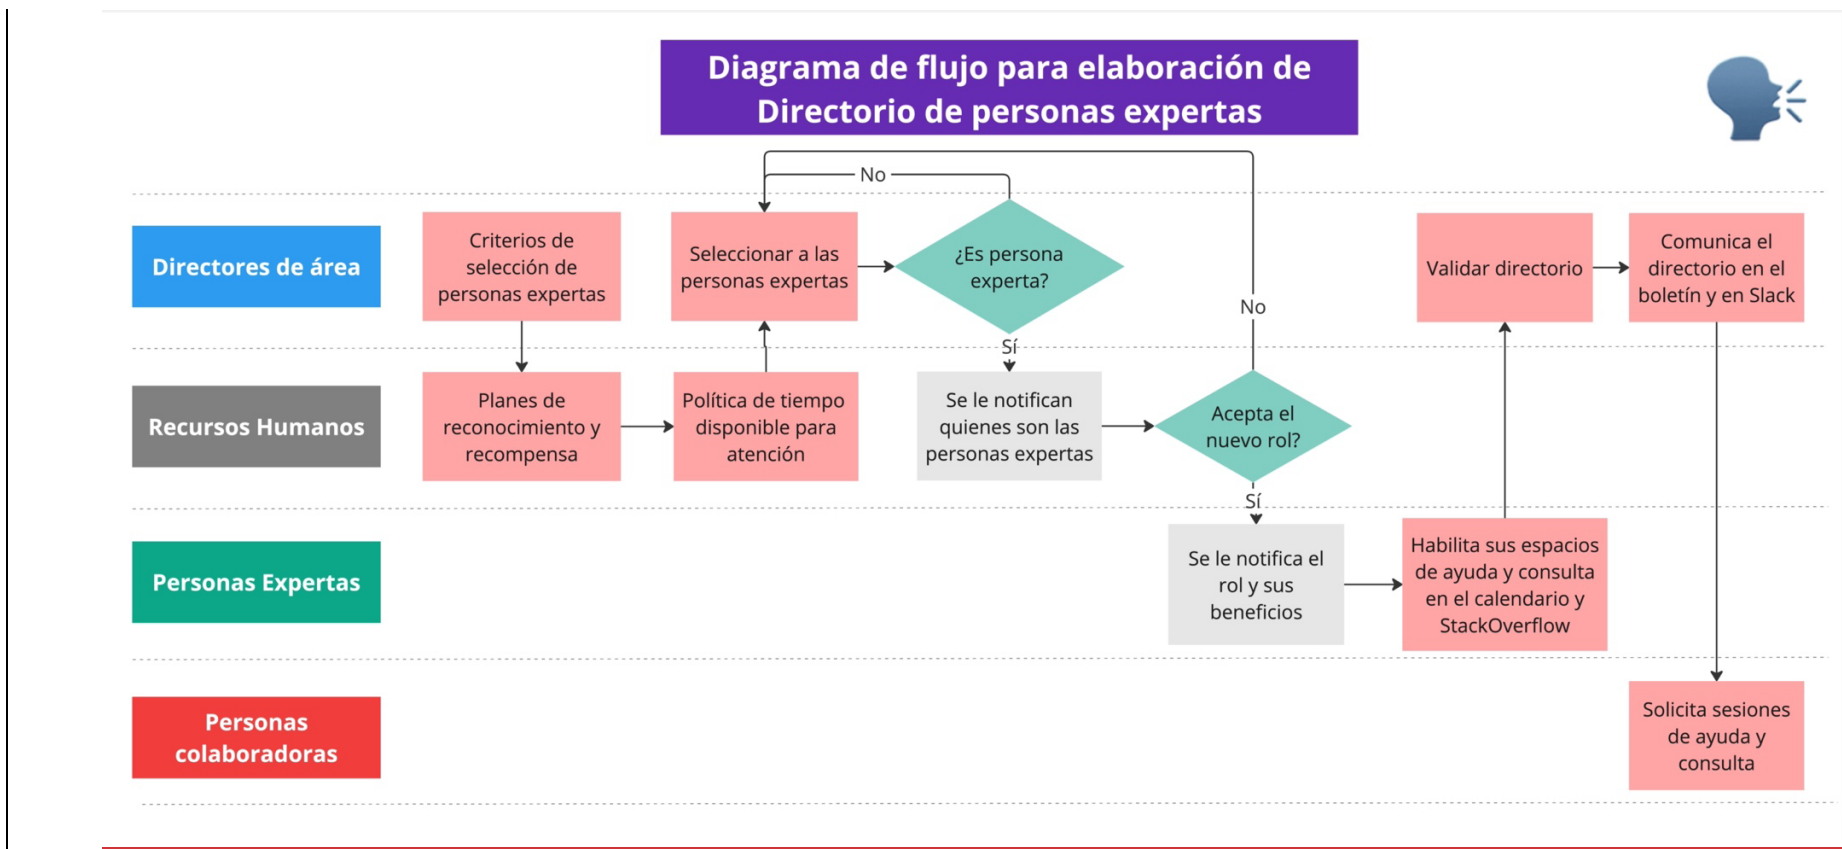 Diagrama de flujo para elaboración de
Directorio de personas expertas
No
Directores de área
Criterios de
selección de
personas expertas
Seleccionar a las
personas expertas
¿Es persona
experta?
No
Validar directorio
Comunica el
directorio en el
boletín y en Slack
Sí
Recursos Humanos
Planes de
reconocimiento y
recompensa
Política de tiempo
disponible para
atención
Se le notifican
quienes son las
personas expertas
Acepta el
nuevo rol?
Sí
Personas Expertas
Se le notifica el
rol y sus
beneficios
Habilita sus espacios
de ayuda y consulta
en el calendario y
StackOverflow
Personas
colaboradoras
Solicita sesiones
de ayuda y
consulta